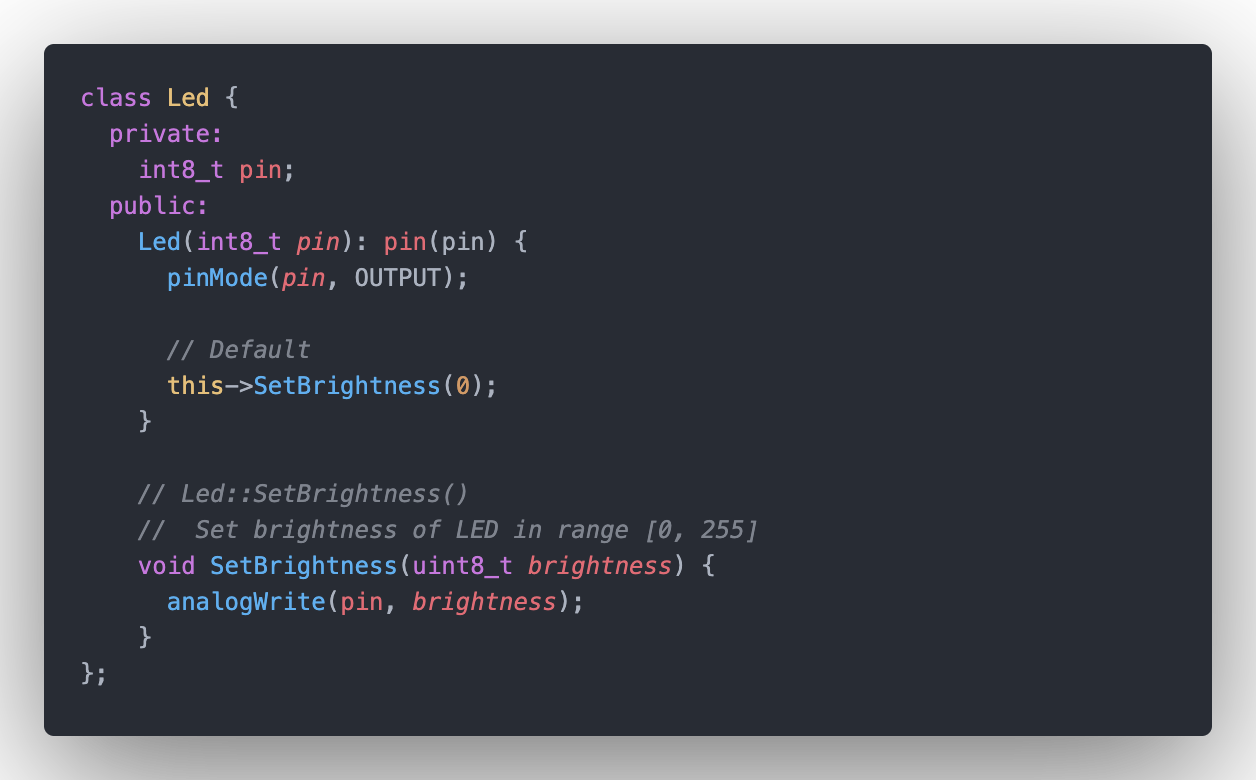 class Led {
  private:
    int8_t pin;
  public:
    Led(int8_t pin): pin(pin) {
      pinMode(pin, OUTPUT);

      // Default
      this->SetBrightness(0);
    }

    // Led::SetBrightness()
    //  Set brightness of LED in range [0, 255]
    void SetBrightness(uint8_t brightness) {
      analogWrite(pin, brightness);
    }
};